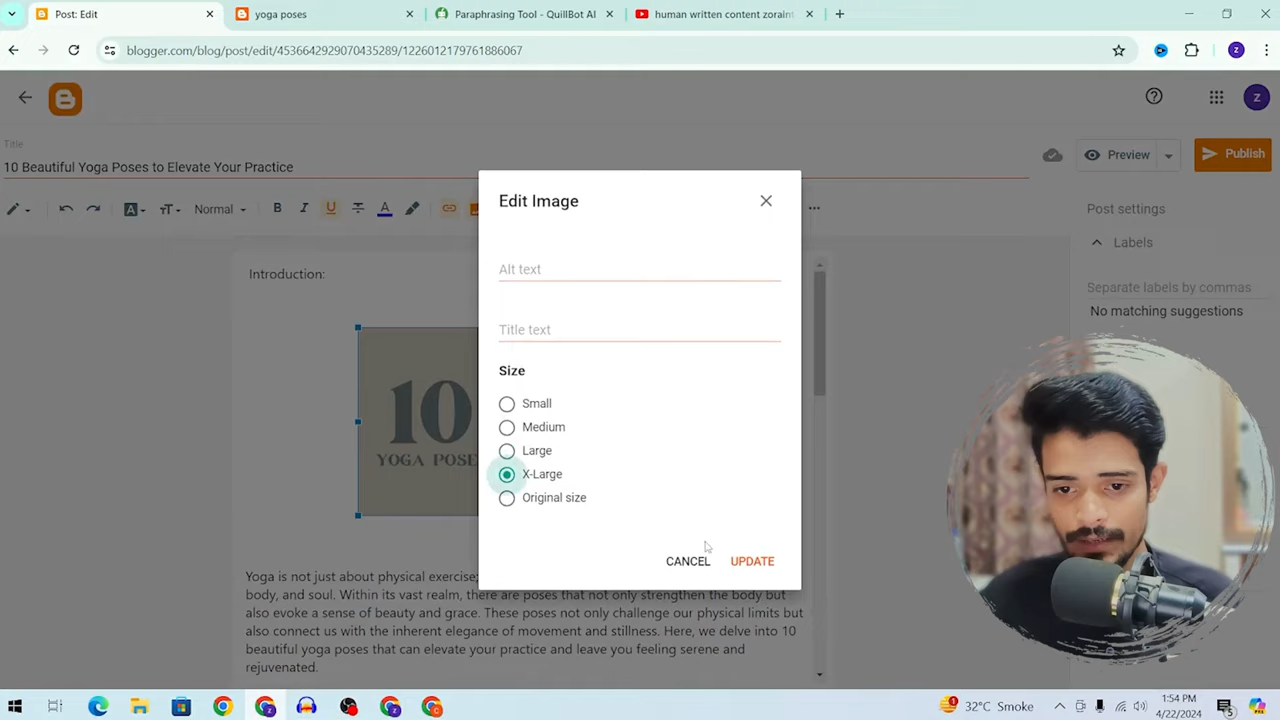 Post: Edit
yoga poses
Paraphrasing Tool - QuillBot AI
human written content zoraint
blogger.com/blog/post/edit/4536642929070435289/1226012179761886067
Z
Z
Title
10 Beautiful Yoga Poses to Elevate Your Practice
Preview
Publish
Normal
B
I
U
A
Post settings
Labels
Separate labels by commas
No matching suggestions
Introduction:
10
YOGA POSE
Edit Image
Alt text
Title text
Size
Small
Medium
Large
X-Large
Original size
CANCEL
UPDATE
Yoga is not just about physical exercise;
body, and soul. Within its vast realm, there are poses that not only strengthen the body but
also evoke a sense of beauty and grace. These poses not only challenge our physical limits but
also connect us with the inherent elegance of movement and stillness. Here, we delve into 10
beautiful yoga poses that can elevate your practice and leave you feeling serene and
rejuvenated.
32°C Smoke
1:54 PM
4/22/2024
5